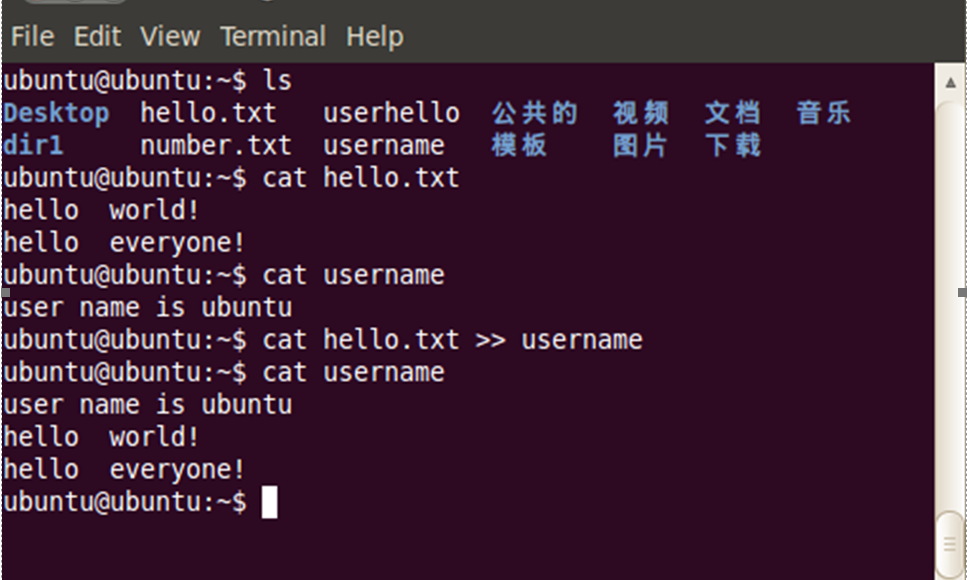 File Edit View Terminal Help
ubuntu@ubuntu:~$ ls
Desktop hello.txt userhello 公共的 视频 文档 音乐
dir1 number.txt username 模板 图片 下载
ubuntu@ubuntu:~$ cat hello.txt
hello  world!
hello  everyone!
ubuntu@ubuntu:~$ cat username
user name is ubuntu
ubuntu@ubuntu:~$ cat hello.txt >> username
ubuntu@ubuntu:~$ cat username
user name is ubuntu
hello  world!
hello  everyone!
ubuntu@ubuntu:~$